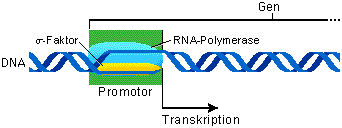 Gen
σ-Faktor
RNA-Polymerase
DNA
Promotor
Transkription